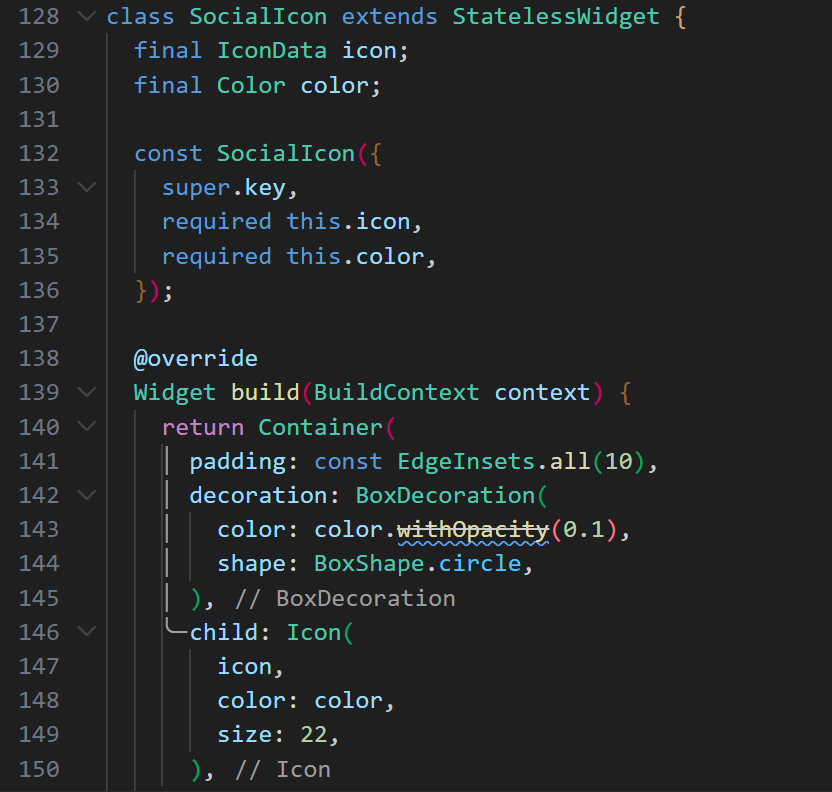 128 class SocialIcon extends StatelessWidget {
129   final IconData icon;
130   final Color color;
131
132   const SocialIcon({
133     super.key,
134     required this.icon,
135     required this.color,
136   });
137
138   @override
139   Widget build(BuildContext context) {
140     return Container(
141       padding: const EdgeInsets.all(10),
142       decoration: BoxDecoration(
143         color: color.withOpacity(0.1),
144         shape: BoxShape.circle,
145       ), // BoxDecoration
146       child: Icon(
147         icon,
148         color: color,
149         size: 22,
150       ), // Icon